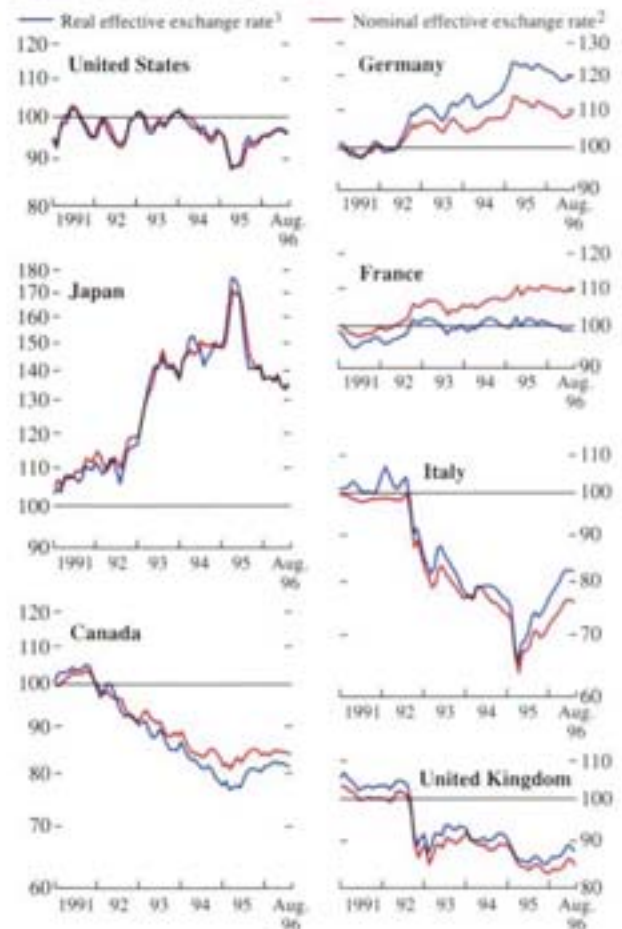 Real effective exchange rate³ Nominal effective exchange rate²
United States
120
110
100
90
80
1991 92 93 94 95 Aug. 96
Germany
130
120
110
100
90
1991 92 93 94 95 Aug. 96
Japan
180
170
160
150
140
130
120
110
100
90
1991 92 93 94 95 Aug. 96
France
120
110
100
90
1991 92 93 94 95 Aug. 96
Italy
110
100
90
80
70
60
1991 92 93 94 95 Aug. 96
Canada
120
110
100
90
80
70
60
1991 92 93 94 95 Aug. 96
United Kingdom
110
100
90
80
1991 92 93 94 95 Aug. 96